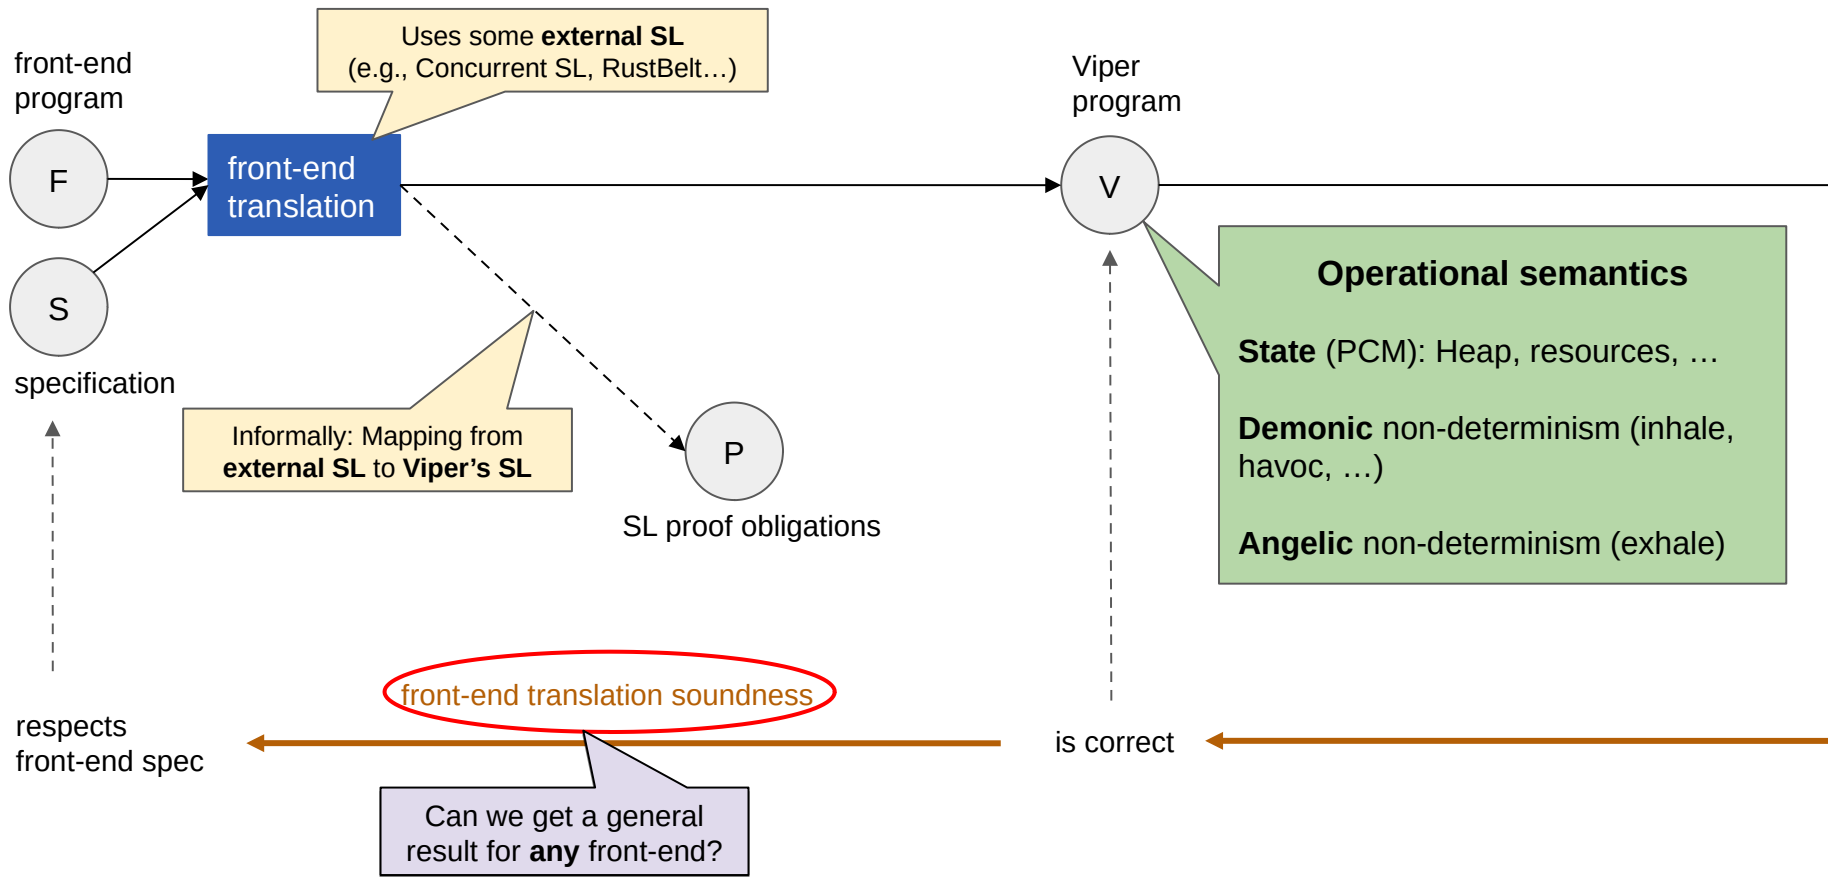 Uses some external SL
(e.g., Concurrent SL, RustBelt…)
front-end
program
Viper
program
F
front-end
translation
V
S
specification
Operational semantics
State (PCM): Heap, resources, …
Demonic non-determinism (inhale,
havoc, …)
Angelic non-determinism (exhale)
Informally: Mapping from
external SL to Viper’s SL
P
SL proof obligations
front-end translation soundness
respects
front-end spec
is correct
Can we get a general
result for any front-end?